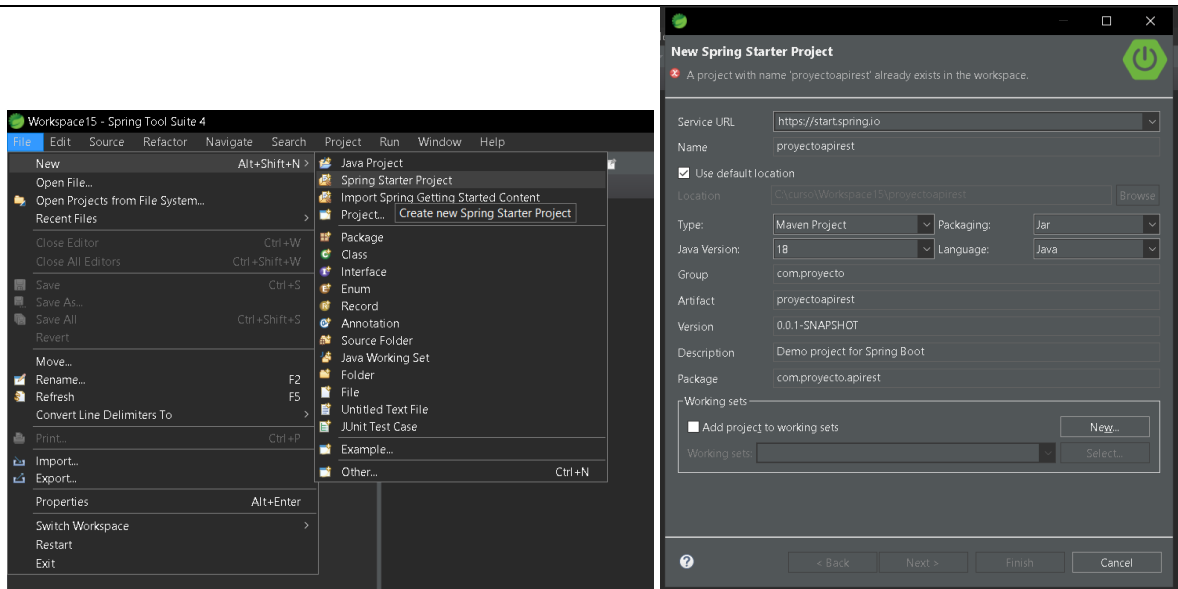 Workspace15 - Spring Tool Suite 4
File Edit Source Refactor Navigate Search Project Run Window Help
New Alt+Shift+N >
Open File...
Open Projects from File System...
Recent Files >
Close Editor Ctrl+W
Close All Editors Ctrl+Shift+W
Save Ctrl+S
Save As...
Save All Ctrl+Shift+S
Revert
Move...
Rename... F2
Refresh F5
Convert Line Delimiters To >
Print... Ctrl+P
Import...
Export...
Properties Alt+Enter
Switch Workspace >
Restart
Exit
Java Project
Spring Starter Project
Import Spring Getting Started Content
Project... Create new Spring Starter Project
Package
Class
Interface
Enum
Record
Annotation
Source Folder
Java Working Set
Folder
File
Untitled Text File
JUnit Test Case
Example...
Other... Ctrl+N
New Spring Starter Project
A project with name 'proyectoapirest' already exists in the workspace.
Service URL https://start.spring.io
Name proyectoapirest
Use default location
Location C:\curso\Workspace15\proyectoapirest Browse
Type: Maven Project Packaging: Jar
Java Version: 18 Language: Java
Group com.proyecto
Artifact proyectoapirest
Version 0.0.1-SNAPSHOT
Description Demo project for Spring Boot
Package com.proyecto.apirest
Working sets
Add project to working sets New...
Working sets: Select...
< Back Next > Finish Cancel